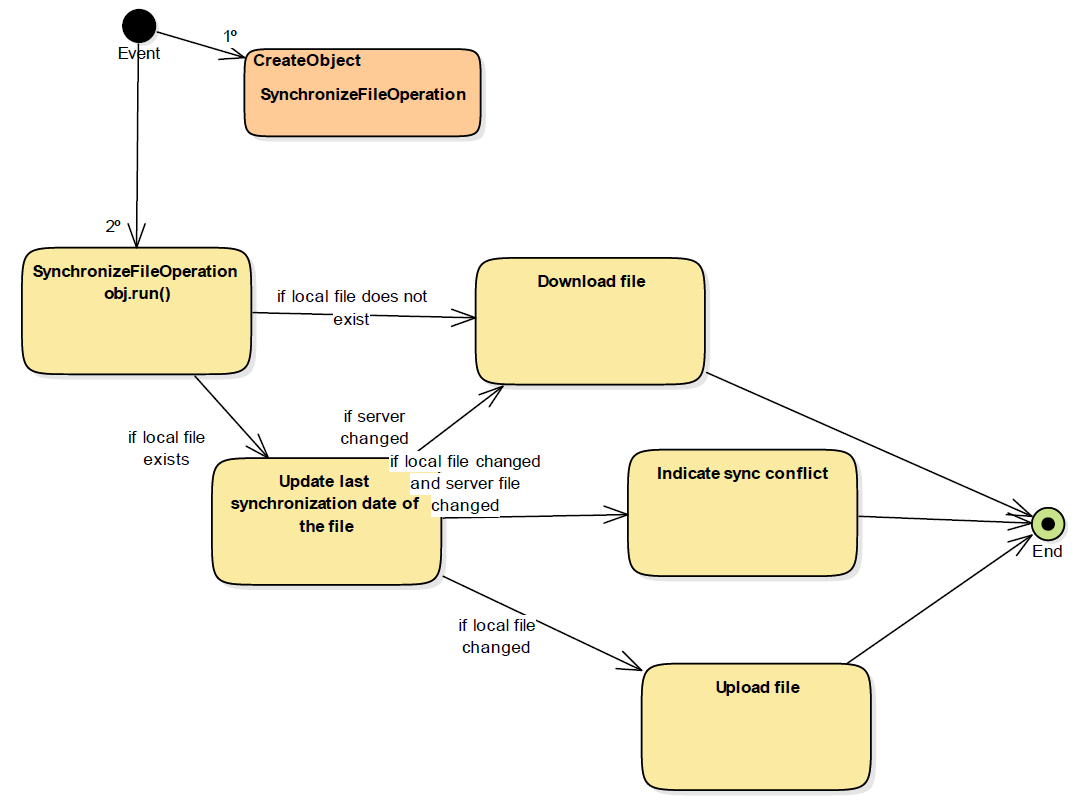 Event
1º
CreateObject
SynchronizeFileOperation
2º
SynchronizeFileOperation
obj.run()
if local file does not
exist
Download file
if local file
exists
if server
changed
if local file changed
and server file
changed
Update last
synchronization date of
the file
Indicate sync conflict
End
if local file
changed
Upload file